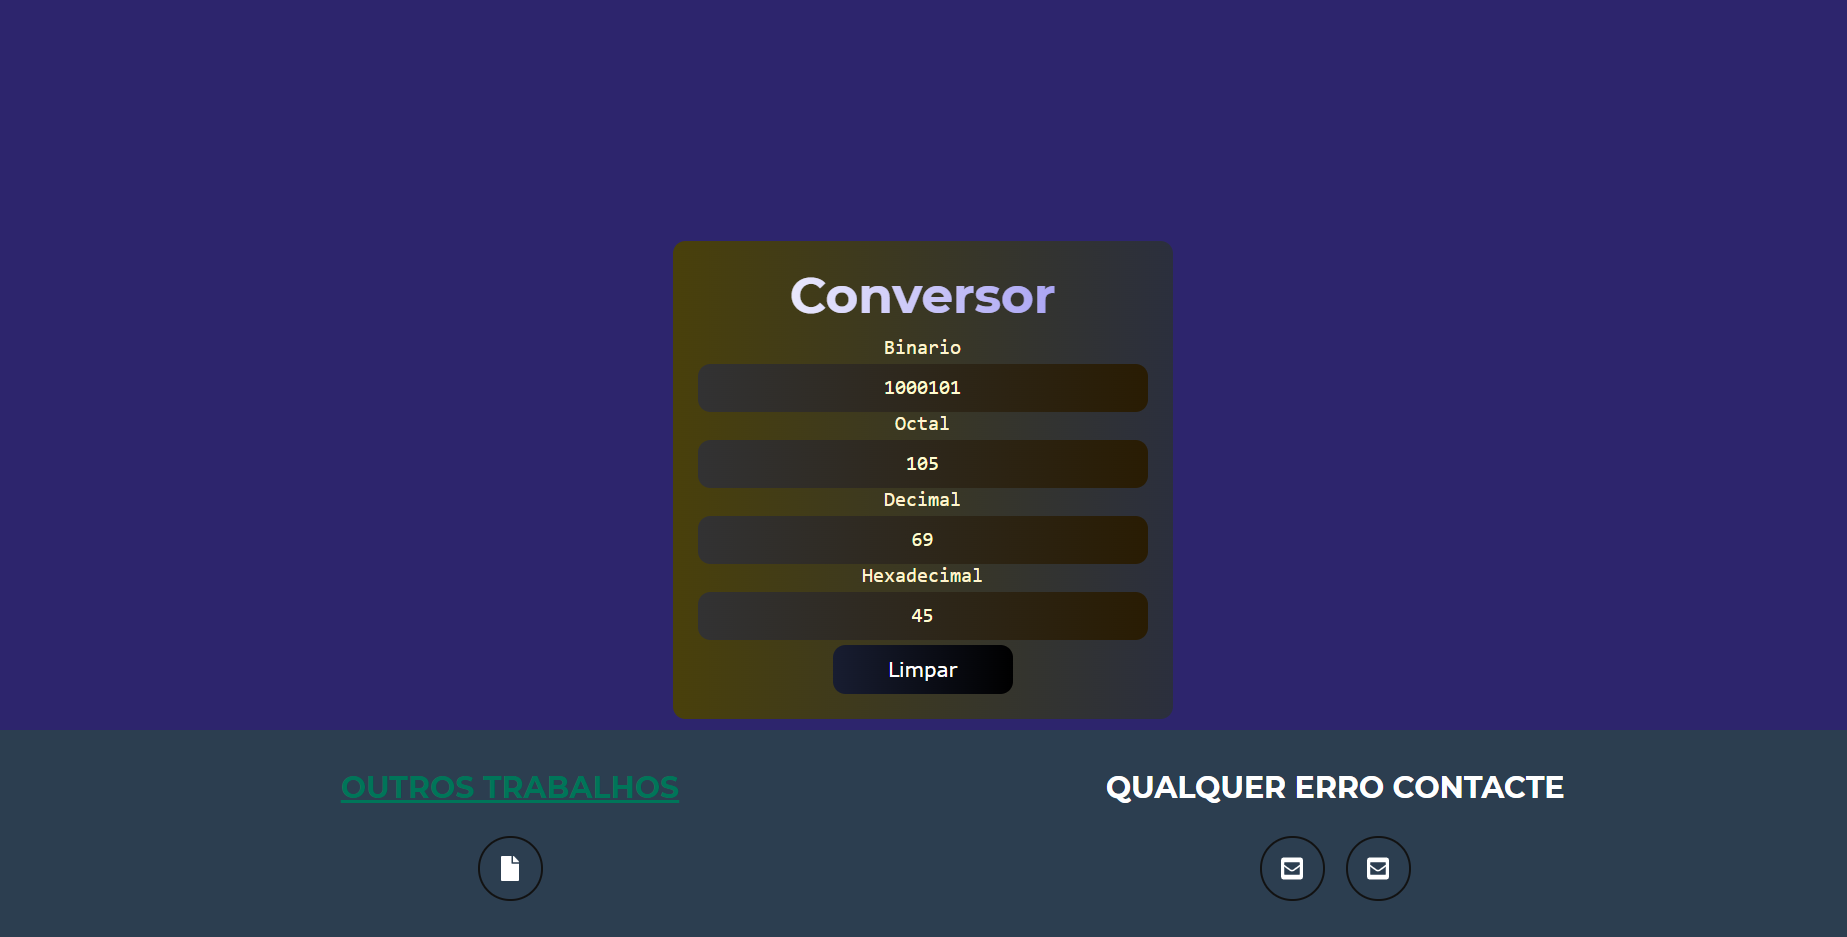 Conversor
Binario
1000101
Octal
105
Decimal
69
Hexadecimal
45
Limpar
OUTROS TRABALHOS
QUALQUER ERRO CONTACTE